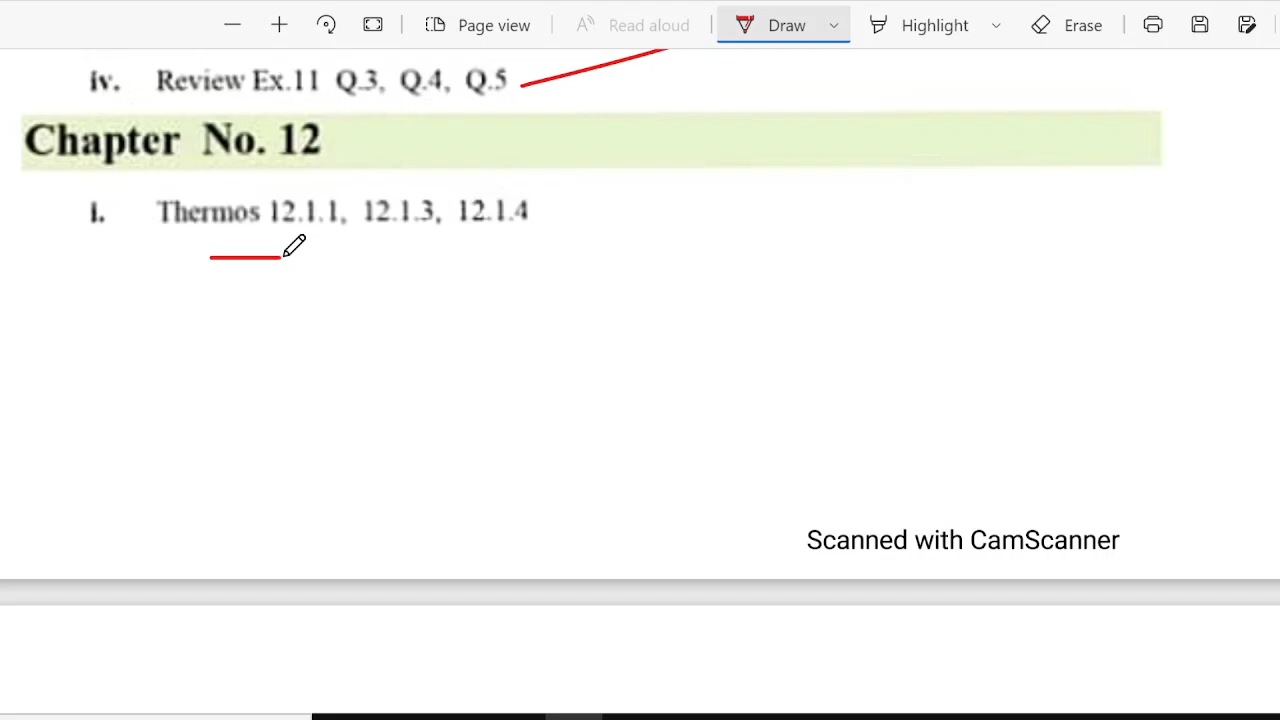 Page view Read aloud Draw Highlight Erase
iv. Review Ex.11 Q.3, Q.4, Q.5
Chapter No. 12
i. Thermos 12.1.1, 12.1.3, 12.1.4
Scanned with CamScanner